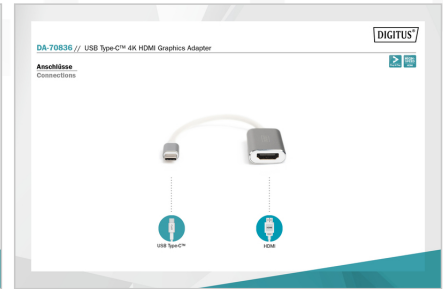 DIGITUS®
DA-70836 // USB Type-C™ 4K HDMI Graphics Adapter
Anschlüsse
Connections
USB Type-C™
HDMI